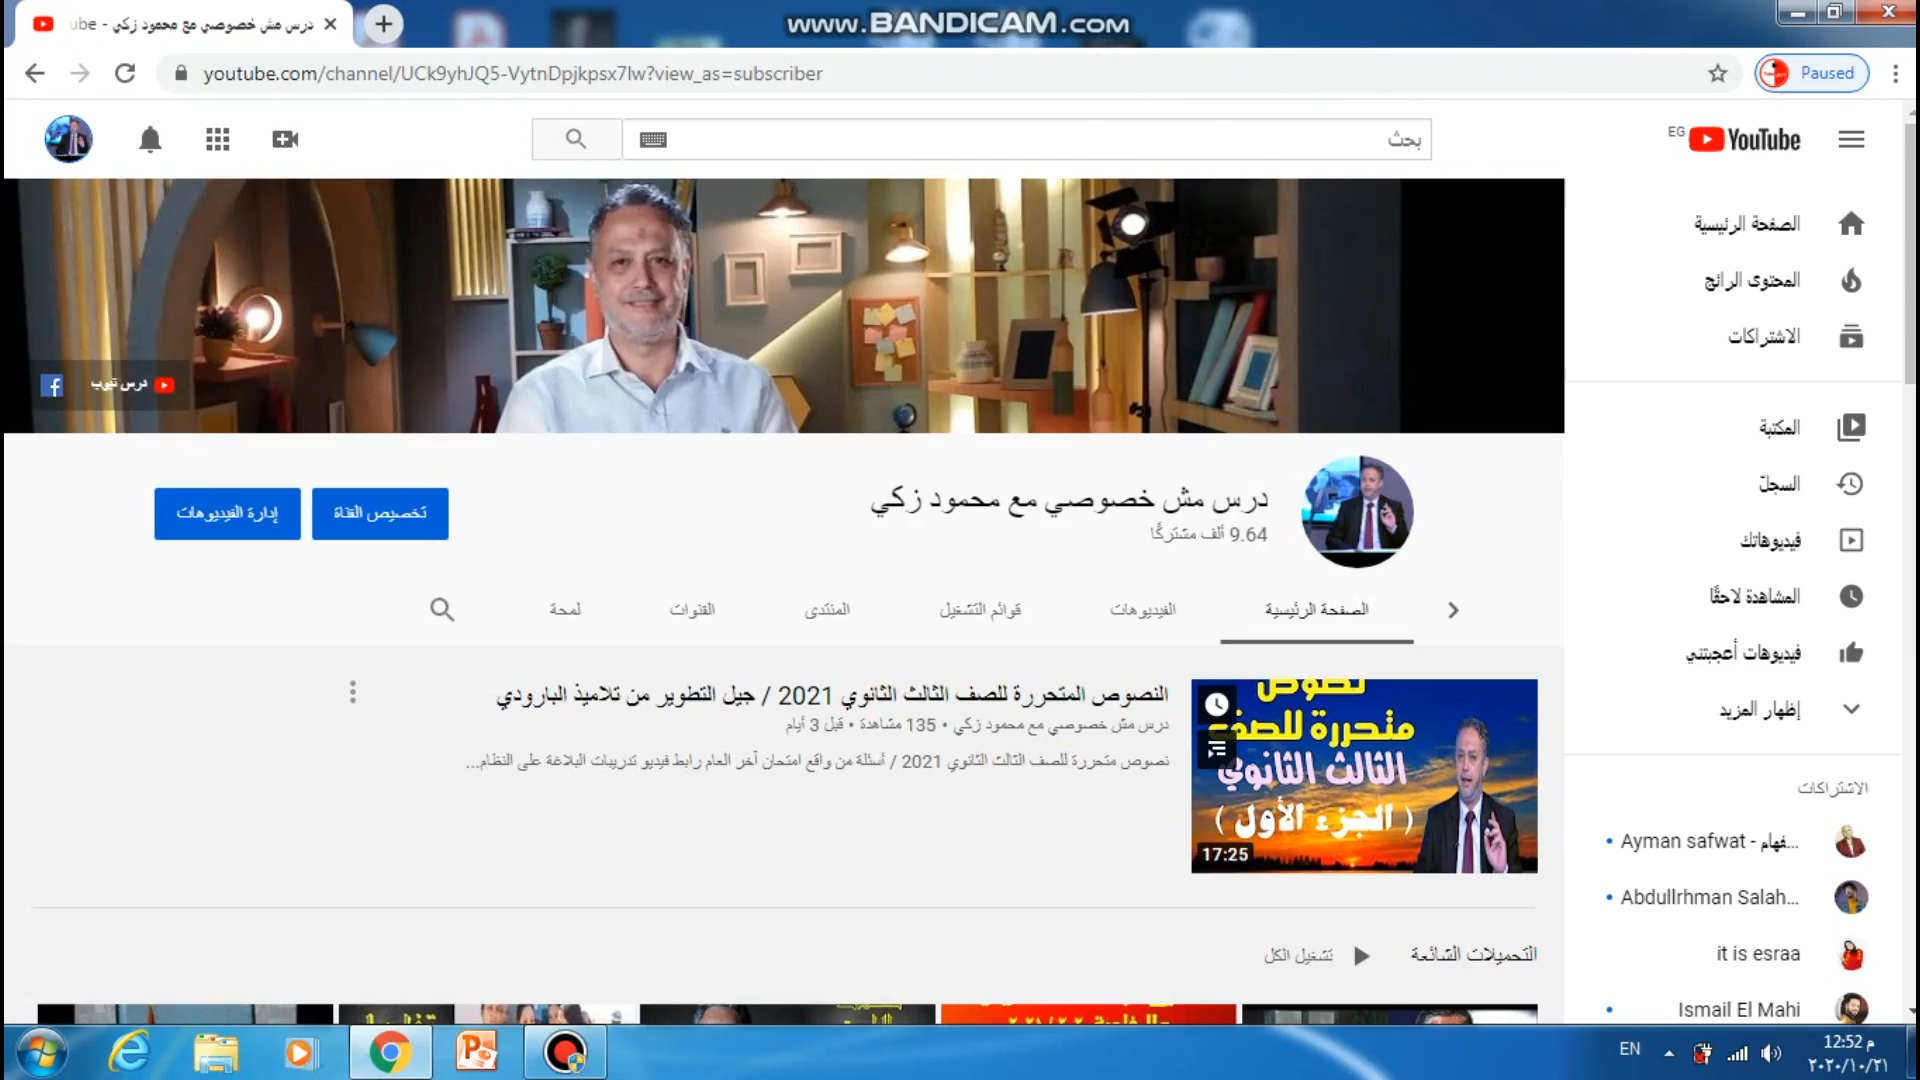 درس مش خصوصي مع محمود زكي - ube
www.BANDICAM.com
youtube.com/channel/UCk9yhJQ5-VytnDpjkpsx7lw?view_as=subscriber
Paused
بحث
YouTube EG
الصفحة الرئيسية
المحتوى الرائج
الاشتراكات
المكتبة
السجلّ
فيديوهاتك
المشاهدة لاحقًا
فيديوهات أعجبتني
إظهار المزيد
الاشتراكات
Ayman safwat - فهام...
Abdullrhman Salah...
it is esraa
Ismail El Mahi
درس تيوب
درس مش خصوصي مع محمود زكي
9.64 ألف مشتركًا
تخصيص القناة
إدارة الفيديوهات
الصفحة الرئيسية
الفيديوهات
قوائم التشغيل
المنتدى
القنوات
لمحة
نصوص
متحررة للصف
الثالث الثانوي
( الجزء الأول )
17:25
النصوص المتحررة للصف الثالث الثانوي 2021 / جيل التطوير من تلاميذ البارودي
درس مش خصوصي مع محمود زكي • 135 مشاهدة • قبل 3 أيام
نصوص متحررة للصف الثالث الثانوي 2021 / أسئلة من واقع امتحان آخر العام رابط فيديو تدريبات البلاغة على النظام...
التحميلات الشائعة
تشغيل الكل
EN
12:52 م
٢٠٢٠/١٠/٢١